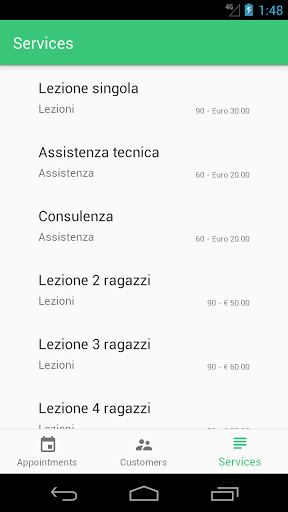 4G 1:48
Services
Lezione singola
Lezioni
90 - Euro 30.00
Assistenza tecnica
Assistenza
60 - Euro 20.00
Consulenza
Assistenza
60 - Euro 20.00
Lezione 2 ragazzi
Lezioni
90 - € 50.00
Lezione 3 ragazzi
Lezioni
90 - € 60.00
Lezione 4 ragazzi
Appointments
Customers
Services